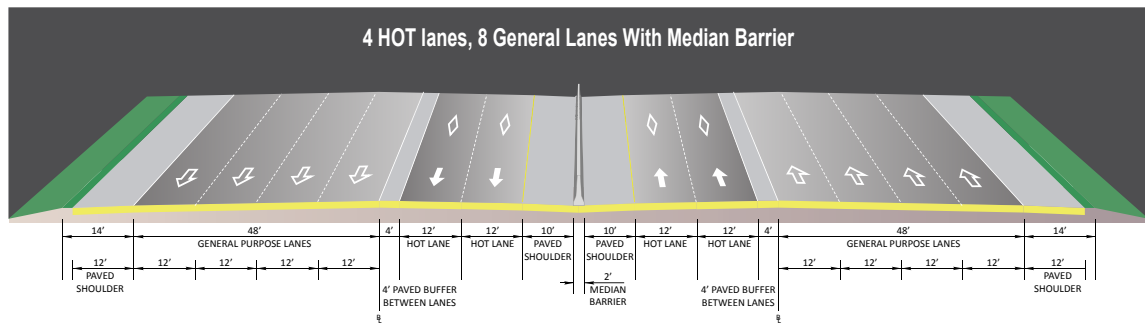 4 HOT lanes, 8 General Lanes With Median Barrier
14' 48' 4' 12' 12' 10' 10' 12' 12' 4' 48' 14'
GENERAL PURPOSE LANES HOT LANE HOT LANE PAVED SHOULDER PAVED SHOULDER HOT LANE HOT LANE GENERAL PURPOSE LANES
12' 12' 12' 12' 12' 2' 12' 12' 12' 12' 12'
PAVED SHOULDER 4' PAVED BUFFER BETWEEN LANES MEDIAN BARRIER 4' PAVED BUFFER BETWEEN LANES PAVED SHOULDER